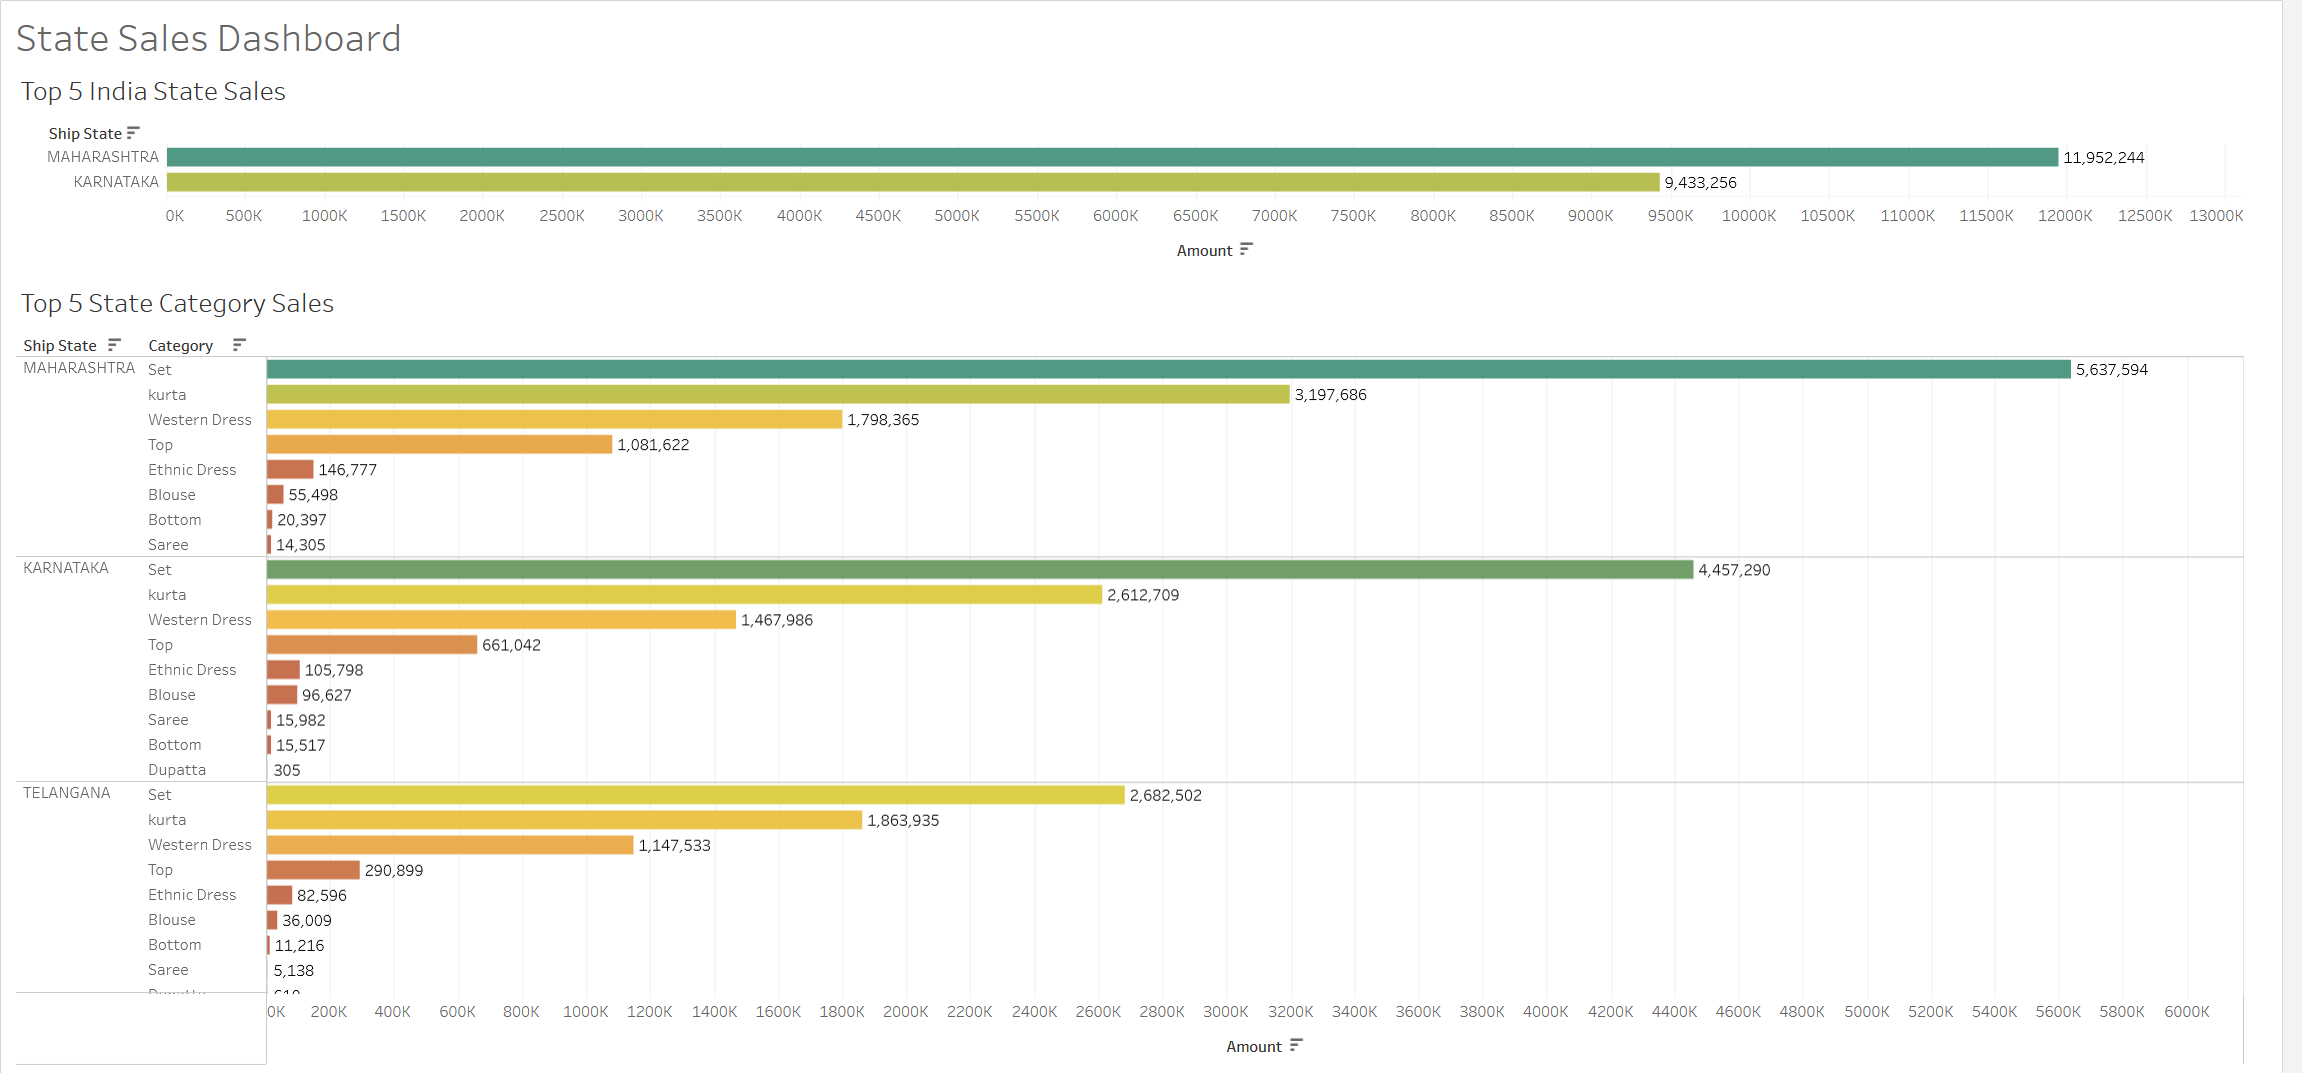 State Sales Dashboard
Top 5 India State Sales
Ship State
MAHARASHTRA 11,952,244
KARNATAKA 9,433,256
0K 500K 1000K 1500K 2000K 2500K 3000K 3500K 4000K 4500K 5000K 5500K 6000K 6500K 7000K 7500K 8000K 8500K 9000K 9500K 10000K 10500K 11000K 11500K 12000K 12500K 13000K
Amount
Top 5 State Category Sales
Ship State Category
MAHARASHTRA Set 5,637,594
kurta 3,197,686
Western Dress 1,798,365
Top 1,081,622
Ethnic Dress 146,777
Blouse 55,498
Bottom 20,397
Saree 14,305
KARNATAKA Set 4,457,290
kurta 2,612,709
Western Dress 1,467,986
Top 661,042
Ethnic Dress 105,798
Blouse 96,627
Saree 15,982
Bottom 15,517
Dupatta 305
TELANGANA Set 2,682,502
kurta 1,863,935
Western Dress 1,147,533
Top 290,899
Ethnic Dress 82,596
Blouse 36,009
Bottom 11,216
Saree 5,138
0K 200K 400K 600K 800K 1000K 1200K 1400K 1600K 1800K 2000K 2200K 2400K 2600K 2800K 3000K 3200K 3400K 3600K 3800K 4000K 4200K 4400K 4600K 4800K 5000K 5200K 5400K 5600K 5800K 6000K
Amount